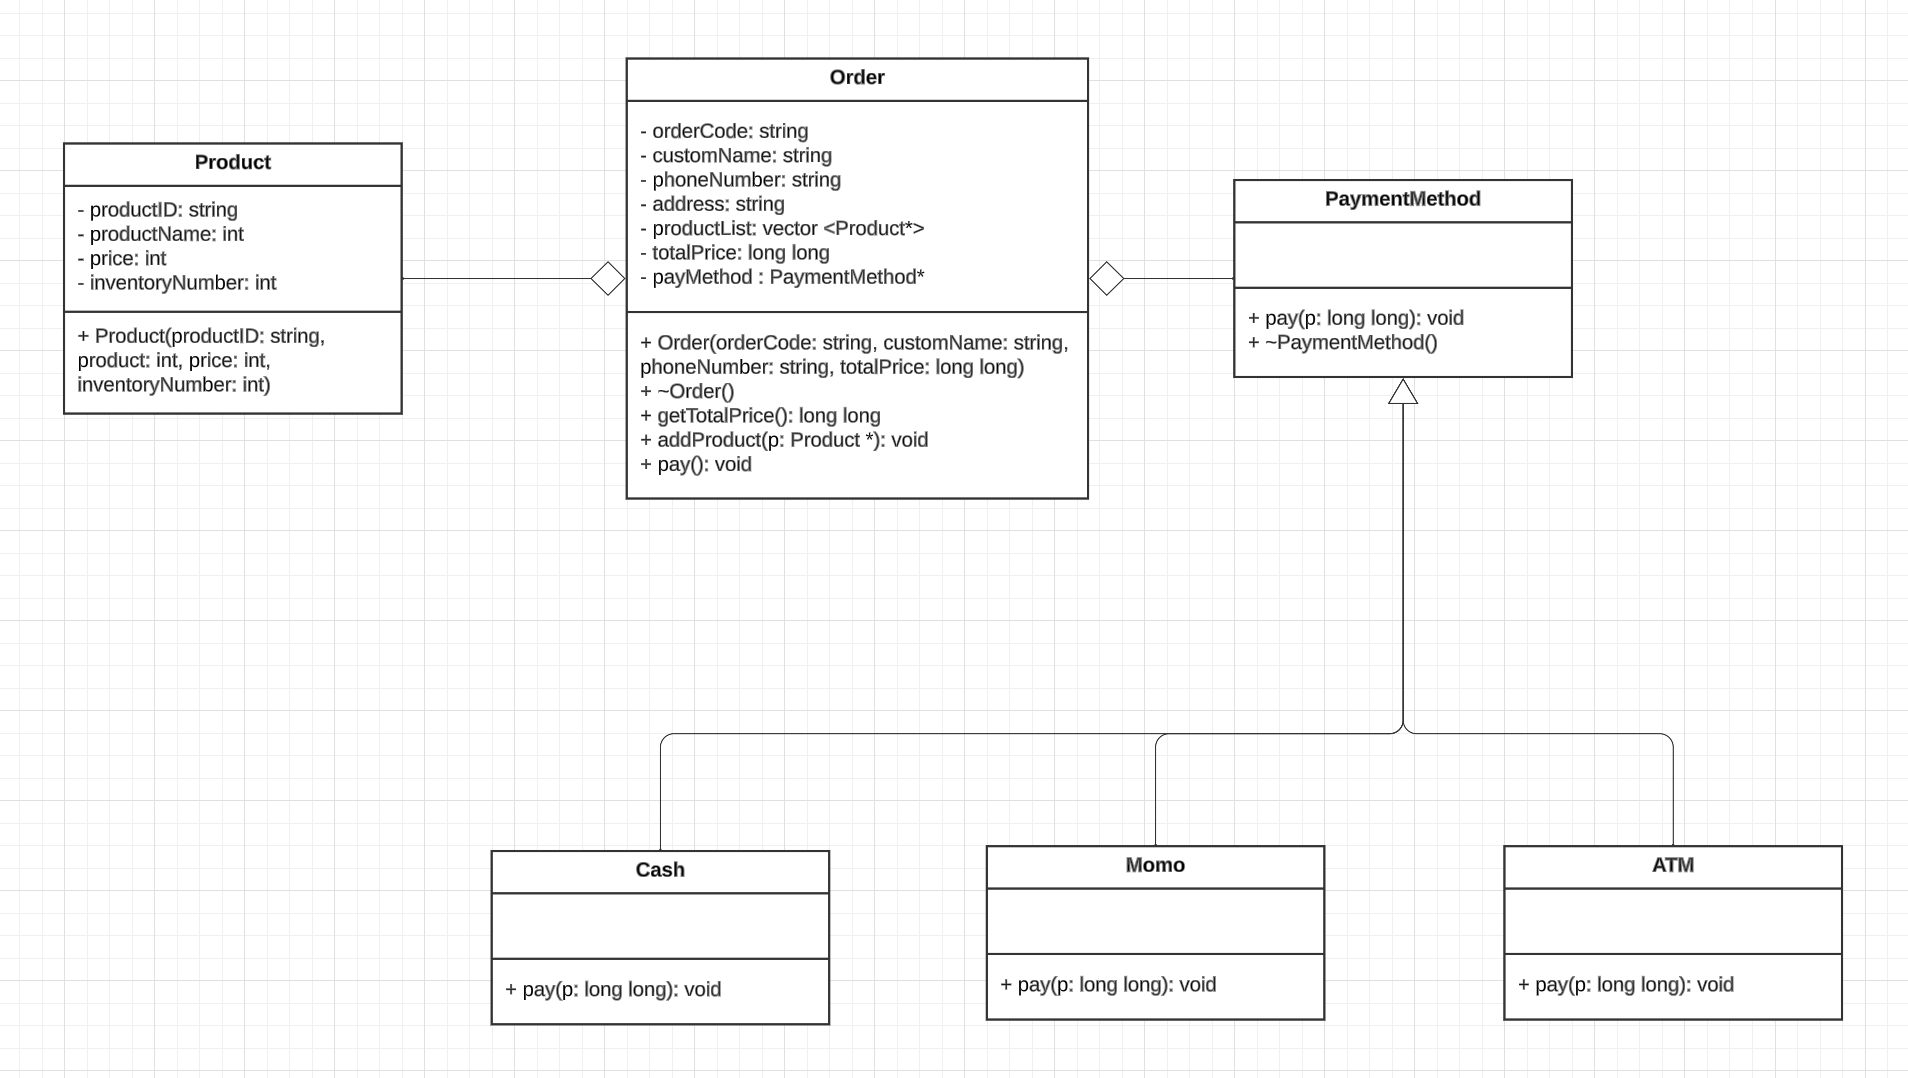 Product
- productID: string
- productName: int
- price: int
- inventoryNumber: int
+ Product(productID: string,
product: int, price: int,
inventoryNumber: int)
Order
- orderCode: string
- customName: string
- phoneNumber: string
- address: string
- productList: vector <Product*>
- totalPrice: long long
- payMethod : PaymentMethod*
+ Order(orderCode: string, customName: string,
phoneNumber: string, totalPrice: long long)
+ ~Order()
+ getTotalPrice(): long long
+ addProduct(p: Product *): void
+ pay(): void
PaymentMethod
+ pay(p: long long): void
+ ~PaymentMethod()
Cash
+ pay(p: long long): void
Momo
+ pay(p: long long): void
ATM
+ pay(p: long long): void